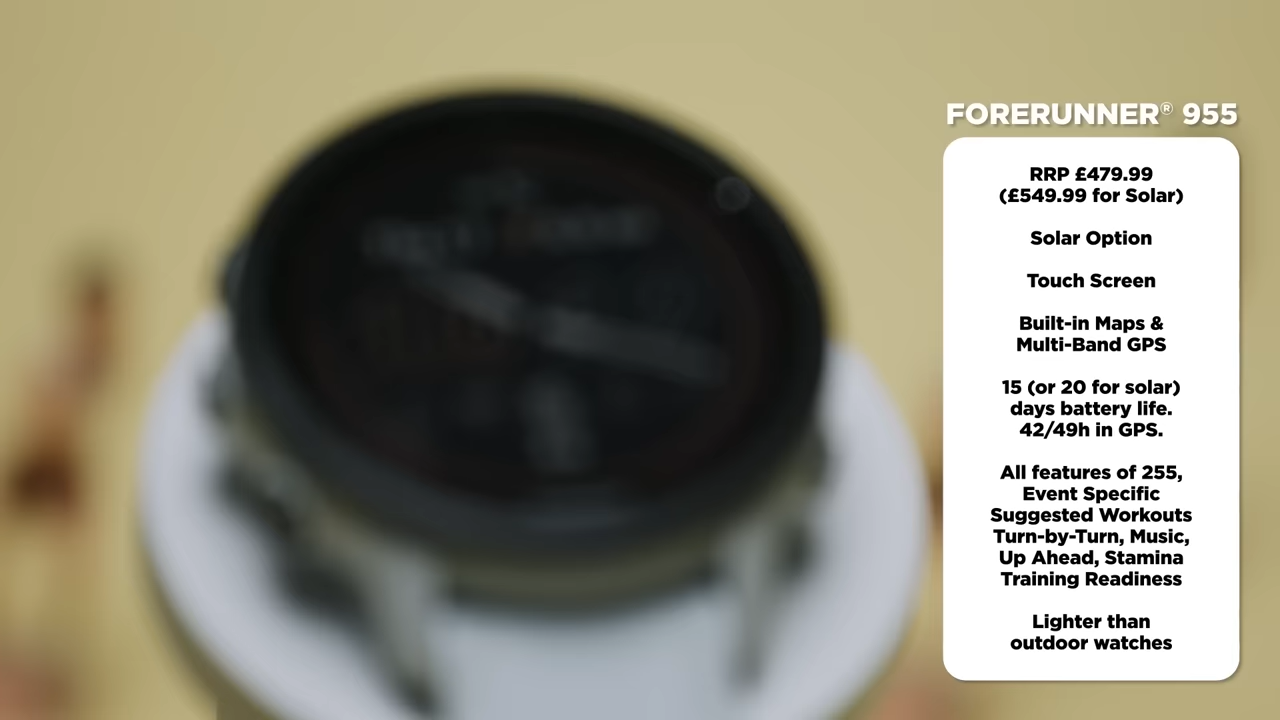 FORERUNNER® 955
RRP £479.99
(£549.99 for Solar)
Solar Option
Touch Screen
Built-in Maps &
Multi-Band GPS
15 (or 20 for solar)
days battery life.
42/49h in GPS.
All features of 255,
Event Specific
Suggested Workouts
Turn-by-Turn, Music,
Up Ahead, Stamina
Training Readiness
Lighter than
outdoor watches